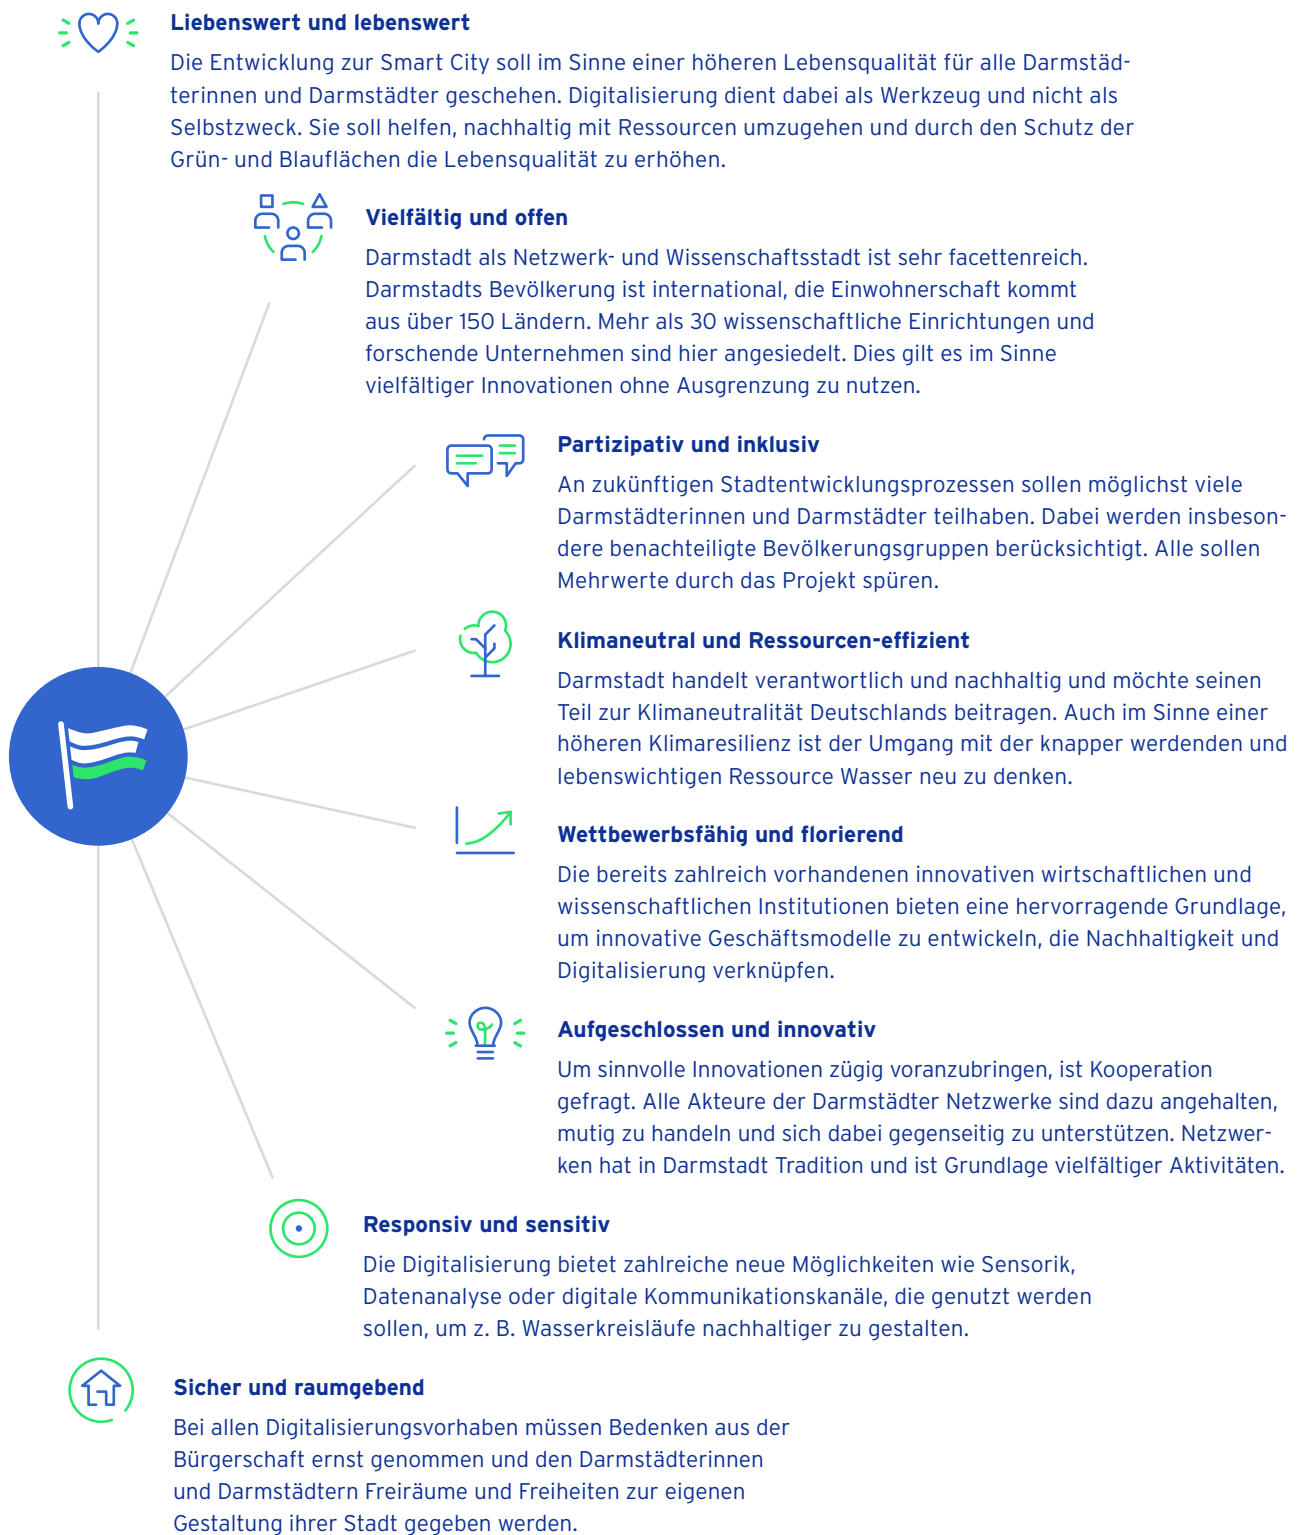 Liebenswert und lebenswert
Die Entwicklung zur Smart City soll im Sinne einer höheren Lebensqualität für alle Darmstäd-
terinnen und Darmstädter geschehen. Digitalisierung dient dabei als Werkzeug und nicht als
Selbstzweck. Sie soll helfen, nachhaltig mit Ressourcen umzugehen und durch den Schutz der
Grün- und Blauflächen die Lebensqualität zu erhöhen.
Vielfältig und offen
Darmstadt als Netzwerk- und Wissenschaftsstadt ist sehr facettenreich.
Darmstadts Bevölkerung ist international, die Einwohnerschaft kommt
aus über 150 Ländern. Mehr als 30 wissenschaftliche Einrichtungen und
forschende Unternehmen sind hier angesiedelt. Dies gilt es im Sinne
vielfältiger Innovationen ohne Ausgrenzung zu nutzen.
Partizipativ und inklusiv
An zukünftigen Stadtentwicklungsprozessen sollen möglichst viele
Darmstädterinnen und Darmstädter teilhaben. Dabei werden insbeson-
dere benachteiligte Bevölkerungsgruppen berücksichtigt. Alle sollen
Mehrwerte durch das Projekt spüren.
Klimaneutral und Ressourcen-effizient
Darmstadt handelt verantwortlich und nachhaltig und möchte seinen
Teil zur Klimaneutralität Deutschlands beitragen. Auch im Sinne einer
höheren Klimaresilienz ist der Umgang mit der knapper werdenden und
lebenswichtigen Ressource Wasser neu zu denken.
Wettbewerbsfähig und florierend
Die bereits zahlreich vorhandenen innovativen wirtschaftlichen und
wissenschaftlichen Institutionen bieten eine hervorragende Grundlage,
um innovative Geschäftsmodelle zu entwickeln, die Nachhaltigkeit und
Digitalisierung verknüpfen.
Aufgeschlossen und innovativ
Um sinnvolle Innovationen zügig voranzubringen, ist Kooperation
gefragt. Alle Akteure der Darmstädter Netzwerke sind dazu angehalten,
mutig zu handeln und sich dabei gegenseitig zu unterstützen. Netzwer-
ken hat in Darmstadt Tradition und ist Grundlage vielfältiger Aktivitäten.
Responsiv und sensitiv
Die Digitalisierung bietet zahlreiche neue Möglichkeiten wie Sensorik,
Datenanalyse oder digitale Kommunikationskanäle, die genutzt werden
sollen, um z. B. Wasserkreisläufe nachhaltiger zu gestalten.
Sicher und raumgebend
Bei allen Digitalisierungsvorhaben müssen Bedenken aus der
Bürgerschaft ernst genommen und den Darmstädterinnen
und Darmstädtern Freiräume und Freiheiten zur eigenen
Gestaltung ihrer Stadt gegeben werden.